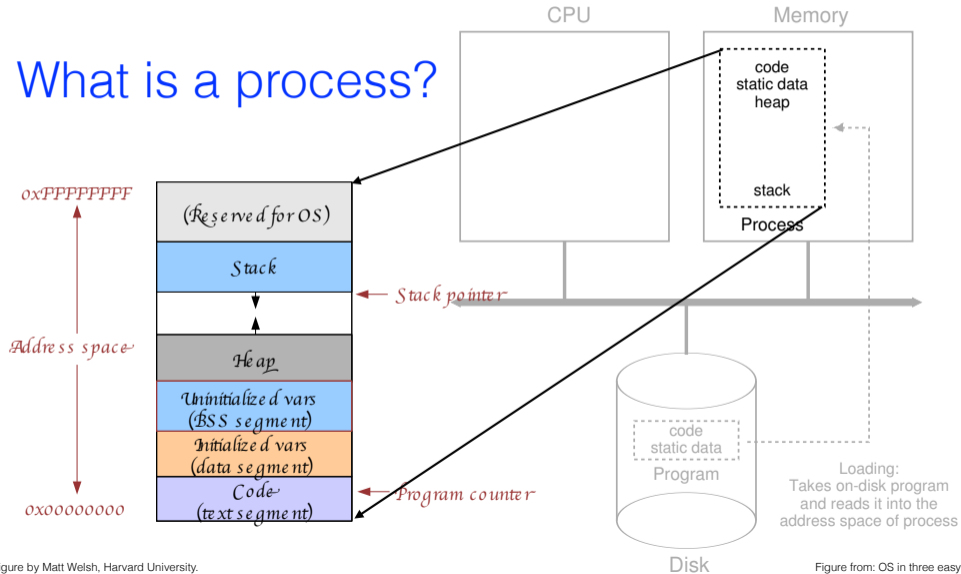 What is a process?
0xFFFFFFFF
Address space
0x00000000
(Reserved for OS)
Stack
Heap
Uninitialized vars
(BSS segment)
Initialized vars
(data segment)
Code
(text segment)
Stack pointer
Program counter
CPU
Memory
code
static data
heap
stack
Process
code
static data
Program
Disk
Loading:
Takes on-disk program
and reads it into the
address space of process
igure by Matt Welsh, Harvard University.
Figure from: OS in three easy